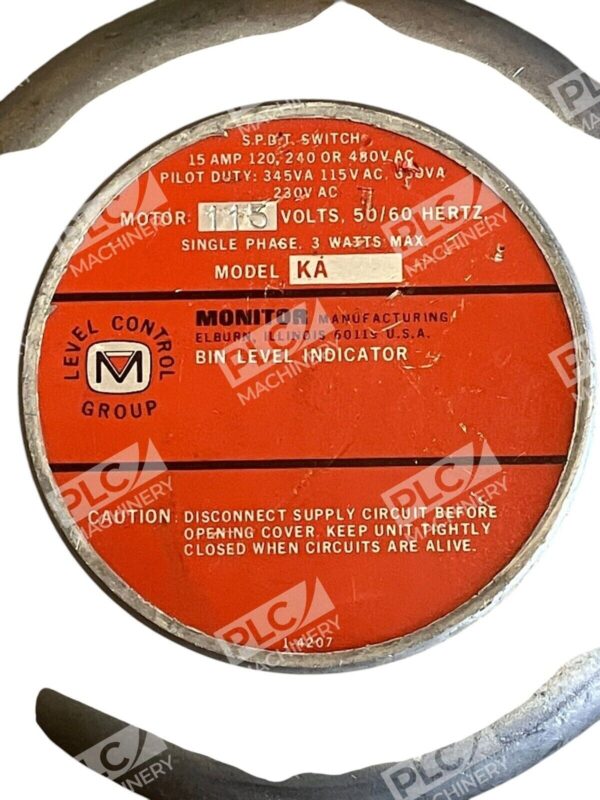 S.P.D.T. SWITCH
15 AMP 120, 240 OR 480V AC
PILOT DUTY: 345VA 115V AC, VA
230V AC
MOTOR 115 VOLTS, 50/60 HERTZ,
SINGLE PHASE, 3 WATTS MAX.
MODEL KA
LEVEL CONTROL
M
GROUP
MONITOR MANUFACTURING
ELBURN, ILLINOIS 60119 U.S.A.
BIN LEVEL INDICATOR
CAUTION: DISCONNECT SUPPLY CIRCUIT BEFORE
OPENING COVER. KEEP UNIT TIGHTLY
CLOSED WHEN CIRCUITS ARE ALIVE.
1-4207
PLC MACHINERY